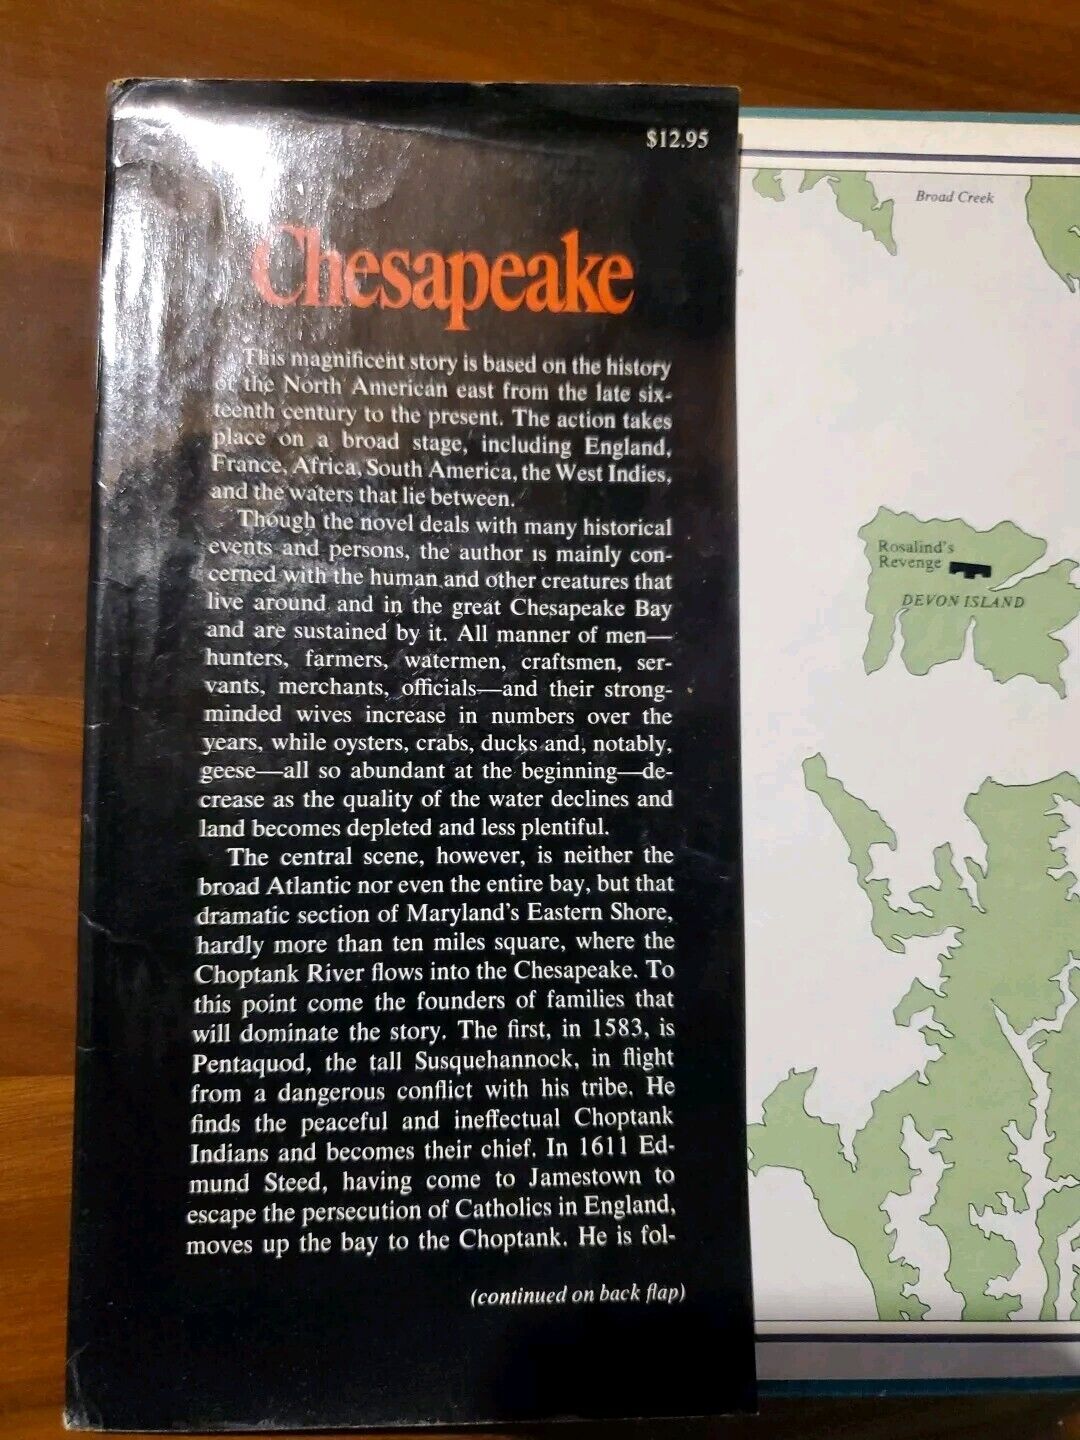 $12.95
Chesapeake
This magnificent story is based on the history
of the North American east from the late six-
teenth century to the present. The action takes
place on a broad stage, including England,
France, Africa, South America, the West Indies,
and the waters that lie between.
Though the novel deals with many historical
events and persons, the author is mainly con-
cerned with the human and other creatures that
live around and in the great Chesapeake Bay
and are sustained by it. All manner of men—
hunters, farmers, watermen, craftsmen, ser-
vants, merchants, officials—and their strong-
minded wives increase in numbers over the
years, while oysters, crabs, ducks and, notably,
geese—all so abundant at the beginning—de-
crease as the quality of the water declines and
land becomes depleted and less plentiful.
The central scene, however, is neither the
broad Atlantic nor even the entire bay, but that
dramatic section of Maryland's Eastern Shore,
hardly more than ten miles square, where the
Choptank River flows into the Chesapeake. To
this point come the founders of families that
will dominate the story. The first, in 1583, is
Pentaquod, the tall Susquehannock, in flight
from a dangerous conflict with his tribe. He
finds the peaceful and ineffectual Choptank
Indians and becomes their chief. In 1611 Ed-
mund Steed, having come to Jamestown to
escape the persecution of Catholics in England,
moves up the bay to the Choptank. He is fol-
(continued on back flap)
Broad Creek
Rosalind's
Revenge
DEVON ISLAND